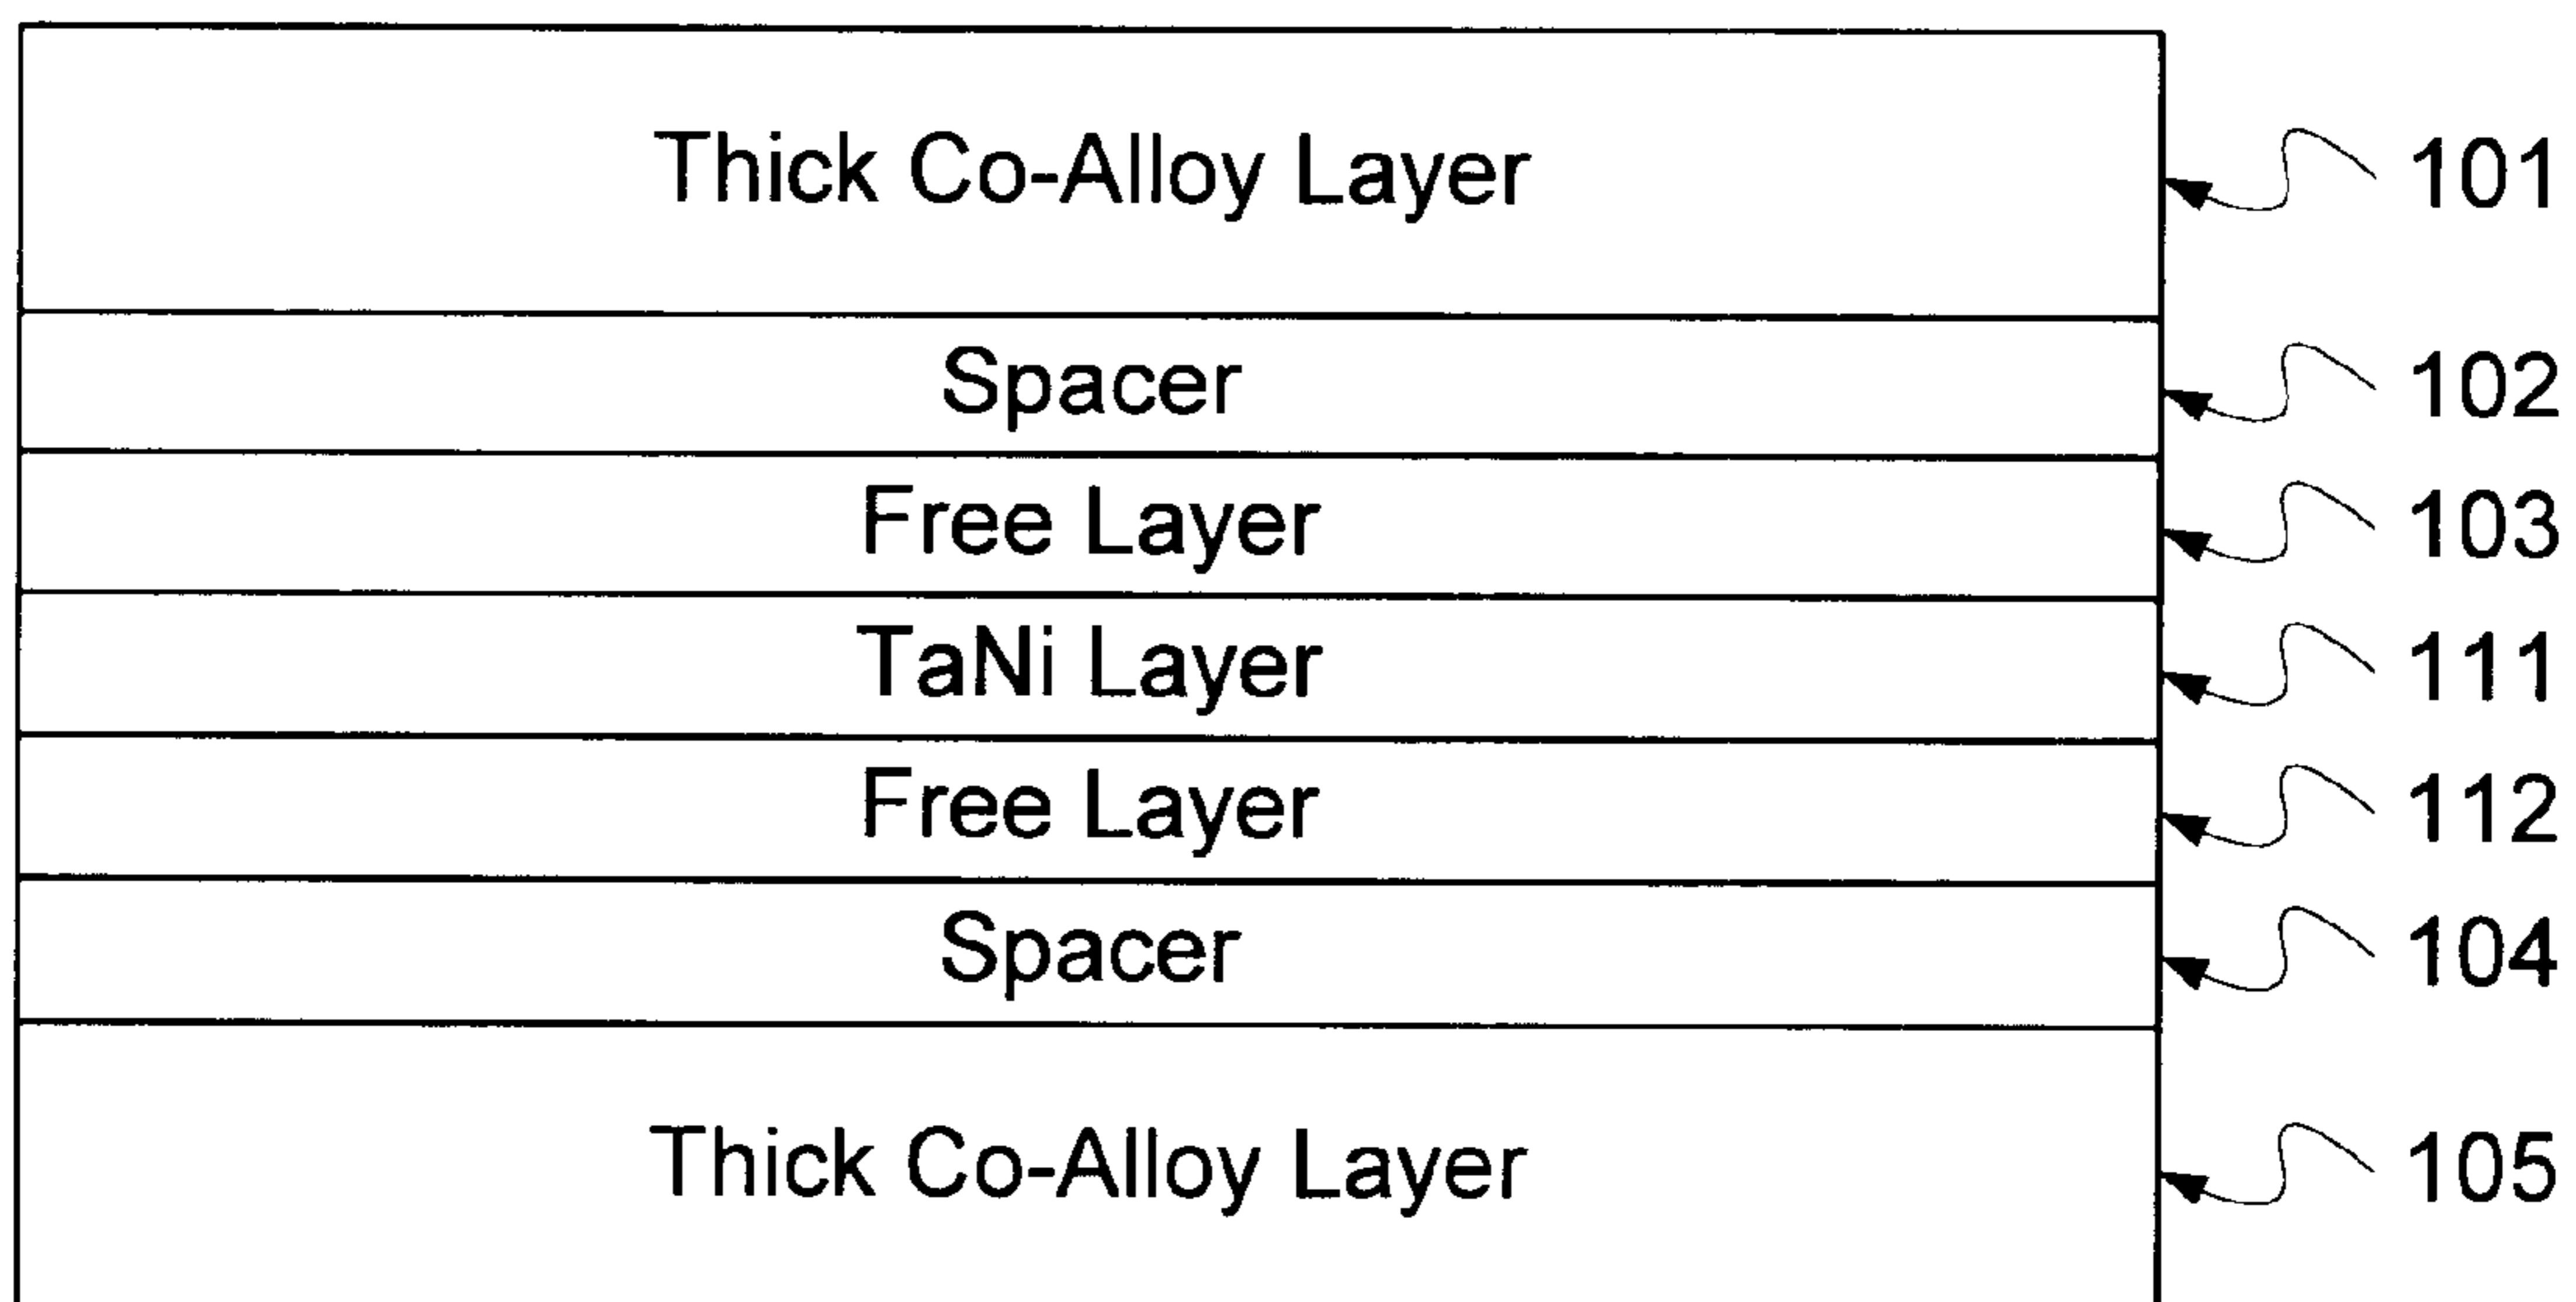 Thick Co-Alloy Layer 101
Spacer 102
Free Layer 103
TaNi Layer 111
Free Layer 112
Spacer 104
Thick Co-Alloy Layer 105